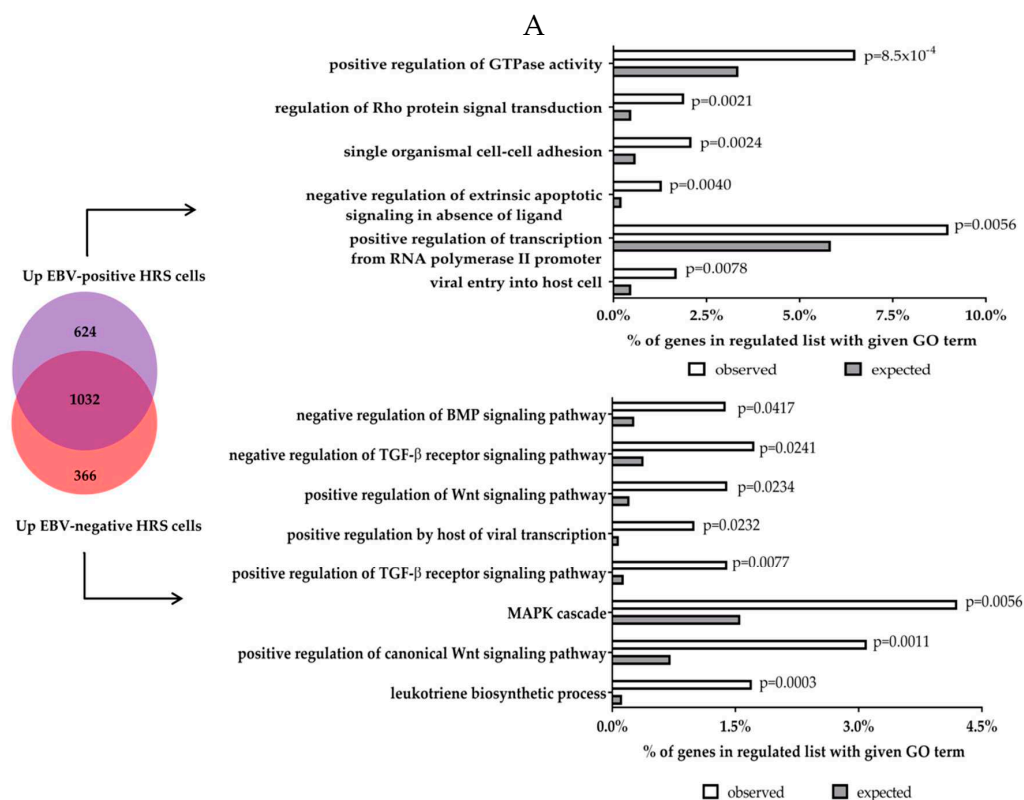 A
positive regulation of GTPase activity
p=8.5x10⁻⁴
regulation of Rho protein signal transduction
p=0.0021
single organismal cell-cell adhesion
p=0.0024
negative regulation of extrinsic apoptotic
signaling in absence of ligand
p=0.0040
positive regulation of transcription
from RNA polymerase II promoter
p=0.0056
viral entry into host cell
p=0.0078
0.0% 2.5% 5.0% 7.5% 10.0%
% of genes in regulated list with given GO term
observed expected
Up EBV-positive HRS cells
624
1032
366
Up EBV-negative HRS cells
negative regulation of BMP signaling pathway
p=0.0417
negative regulation of TGF-β receptor signaling pathway
p=0.0241
positive regulation of Wnt signaling pathway
p=0.0234
positive regulation by host of viral transcription
p=0.0232
positive regulation of TGF-β receptor signaling pathway
p=0.0077
MAPK cascade
p=0.0056
positive regulation of canonical Wnt signaling pathway
p=0.0011
leukotriene biosynthetic process
p=0.0003
0.0% 1.5% 3.0% 4.5%
% of genes in regulated list with given GO term
observed expected